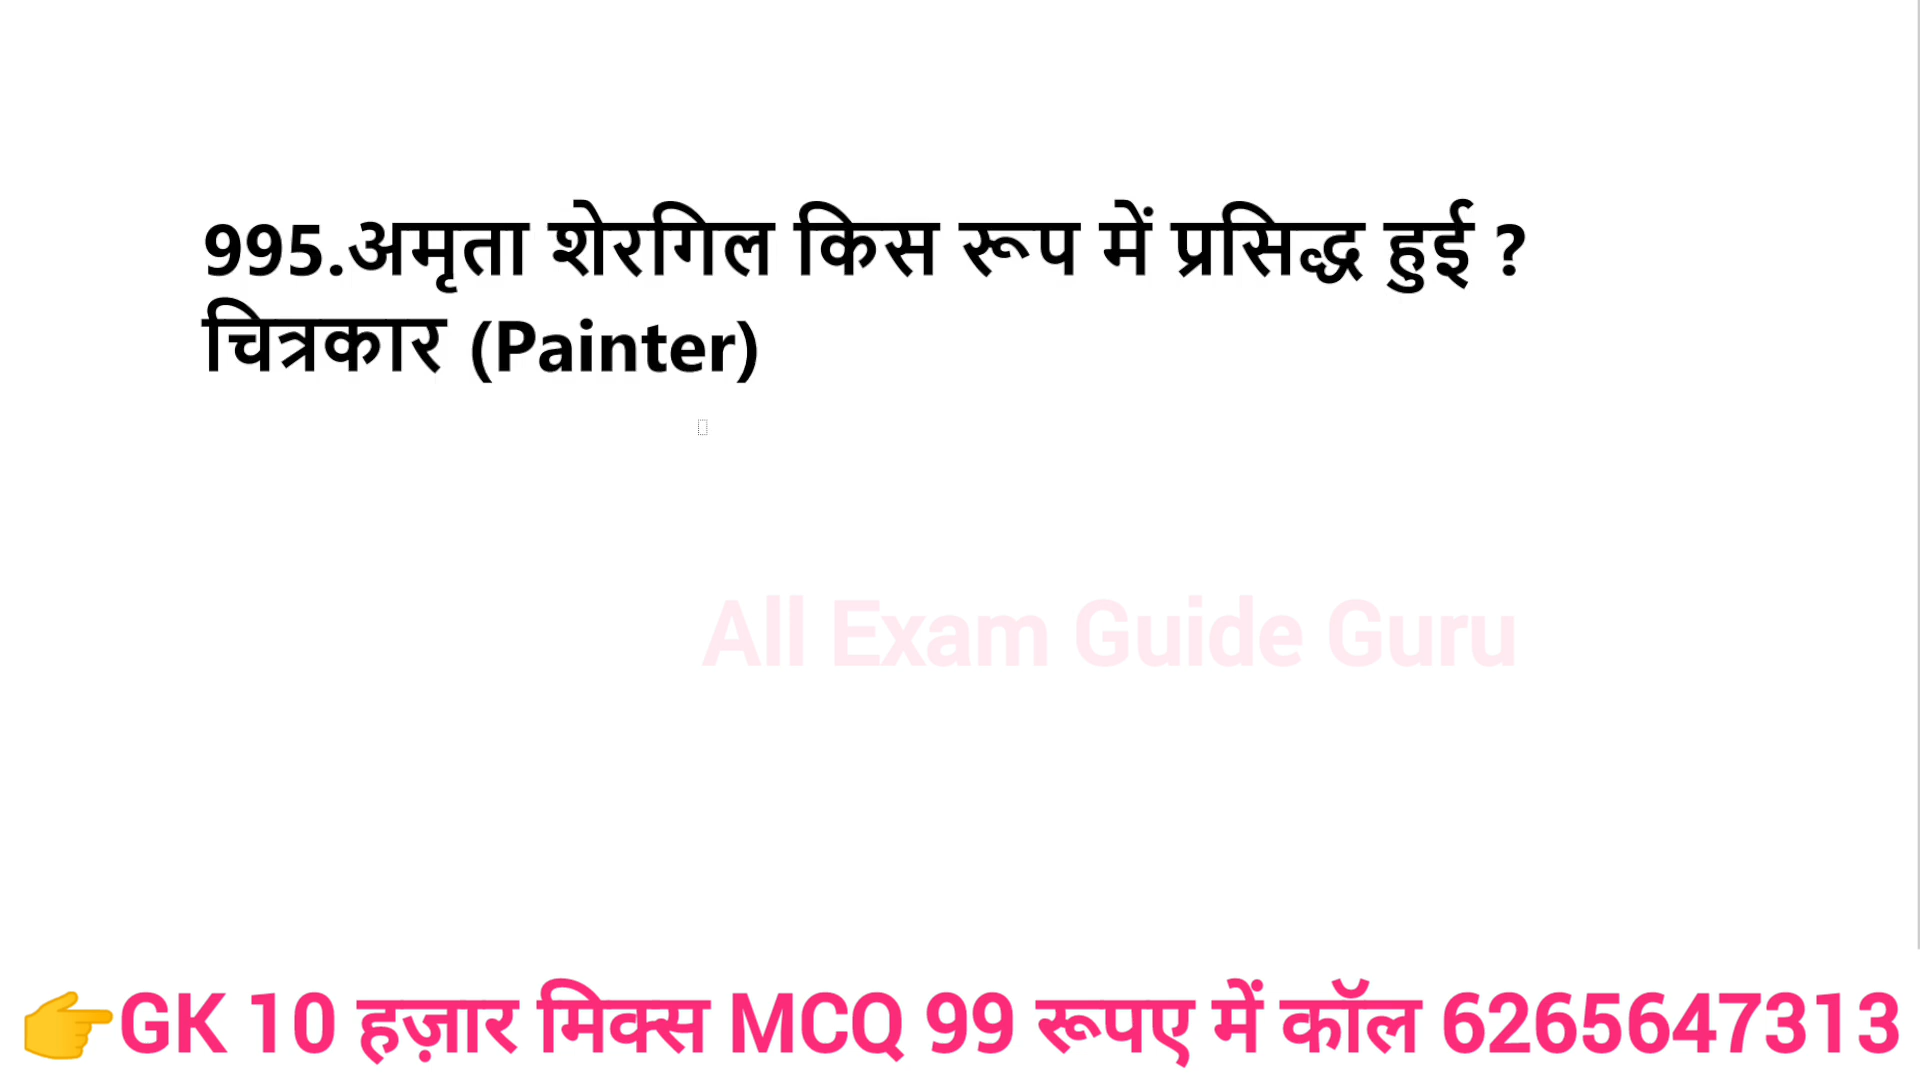 995.अमृता शेरगिल किस रूप में प्रसिद्ध हुई ?
चित्रकार (Painter)
All Exam Guide Guru
👉GK 10 हज़ार मिक्स MCQ 99 रूपए में कॉल 6265647313